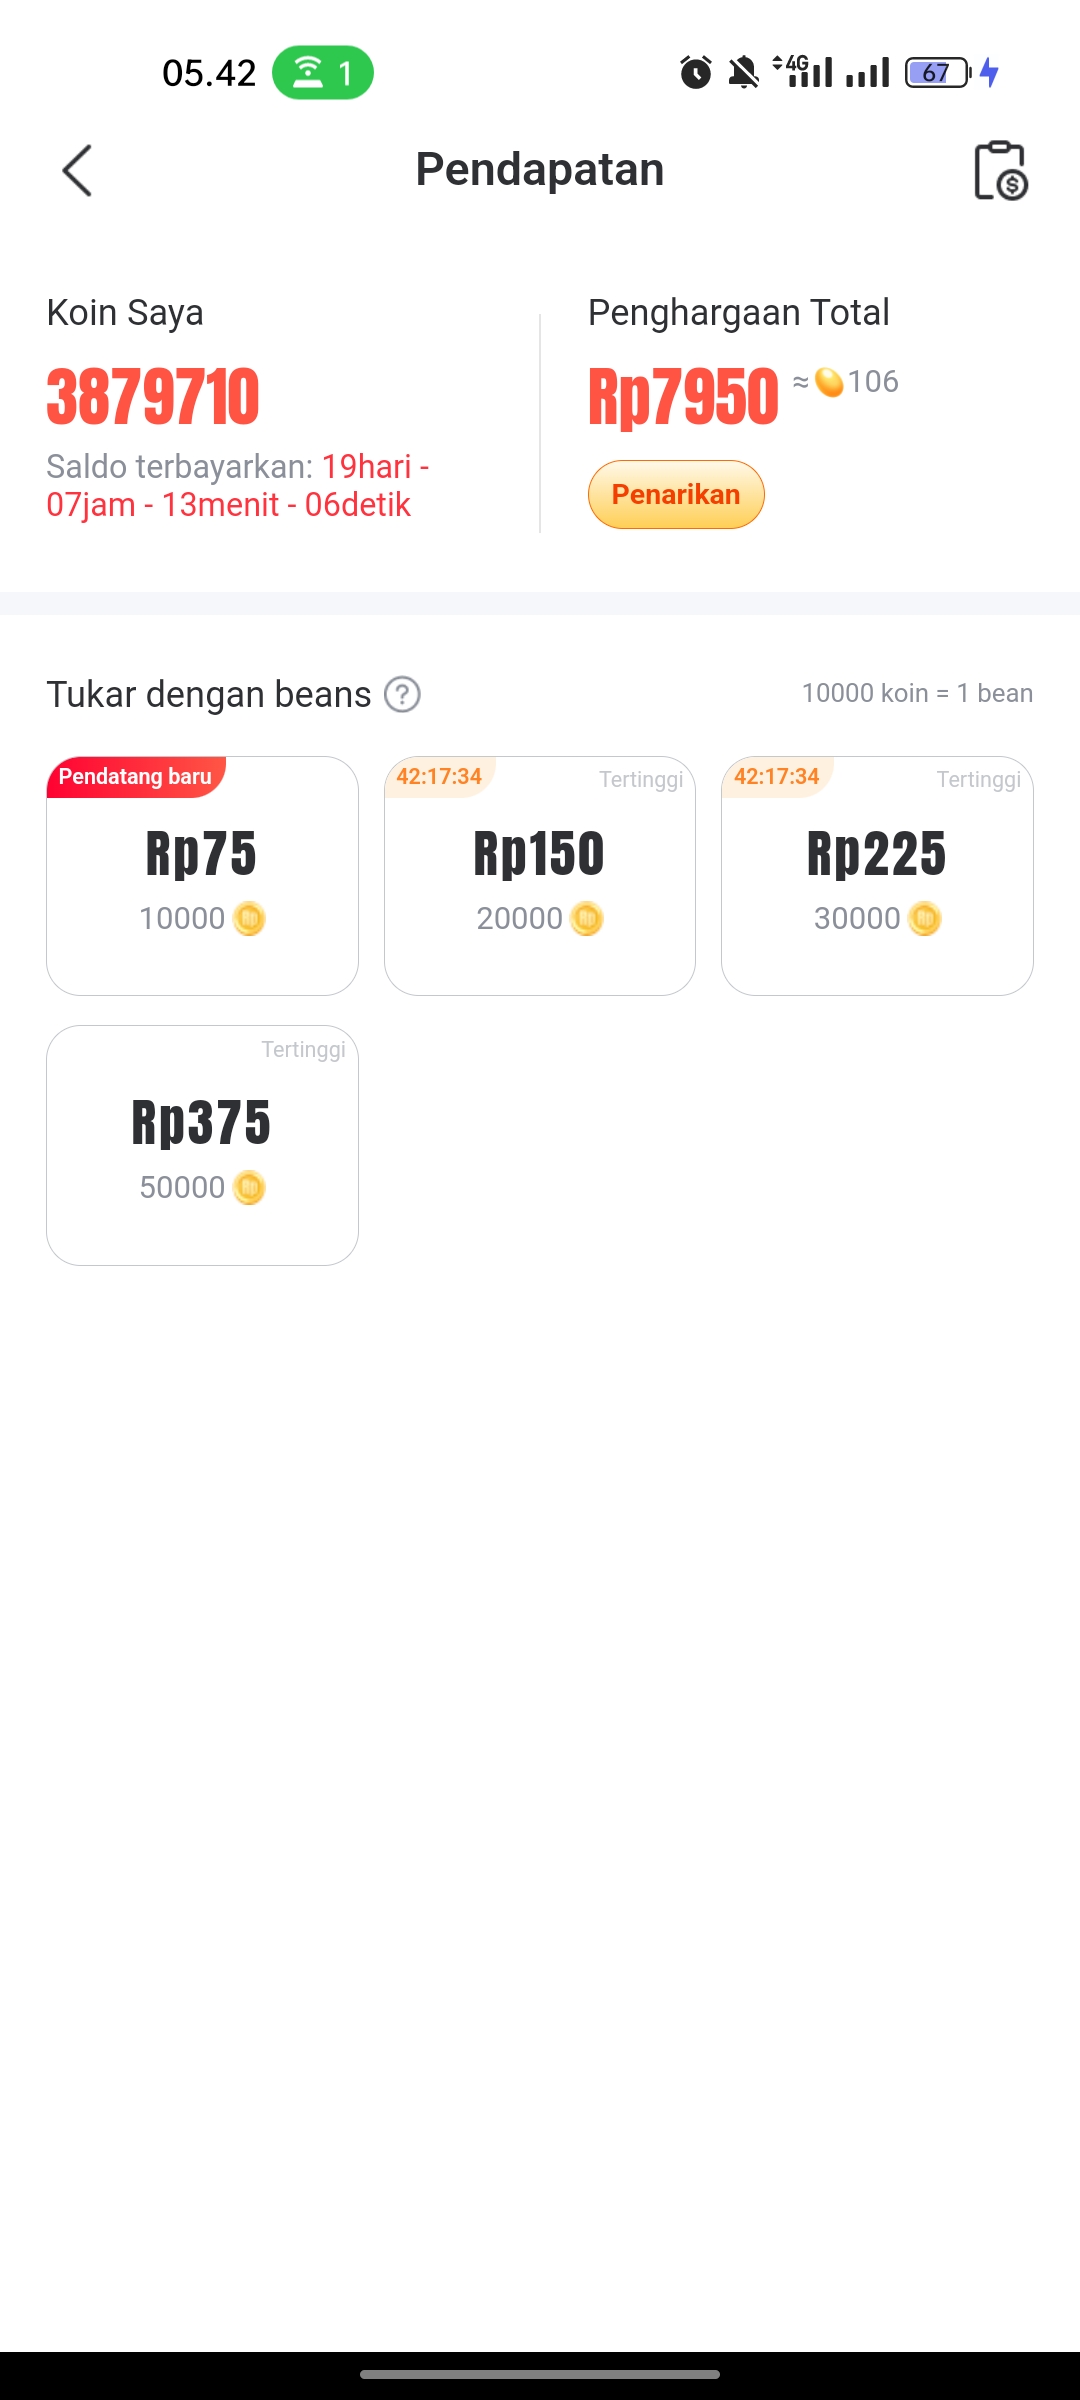 05.42 1 4G 67
Pendapatan
Koin Saya
3879710
Saldo terbayarkan: 19hari -
07jam - 13menit - 06detik
Penghargaan Total
Rp7950 ≈ 106
Penarikan
Tukar dengan beans ?
10000 koin = 1 bean
Pendatang baru
Rp75
10000
42:17:34 Tertinggi
Rp150
20000
42:17:34 Tertinggi
Rp225
30000
Tertinggi
Rp375
50000